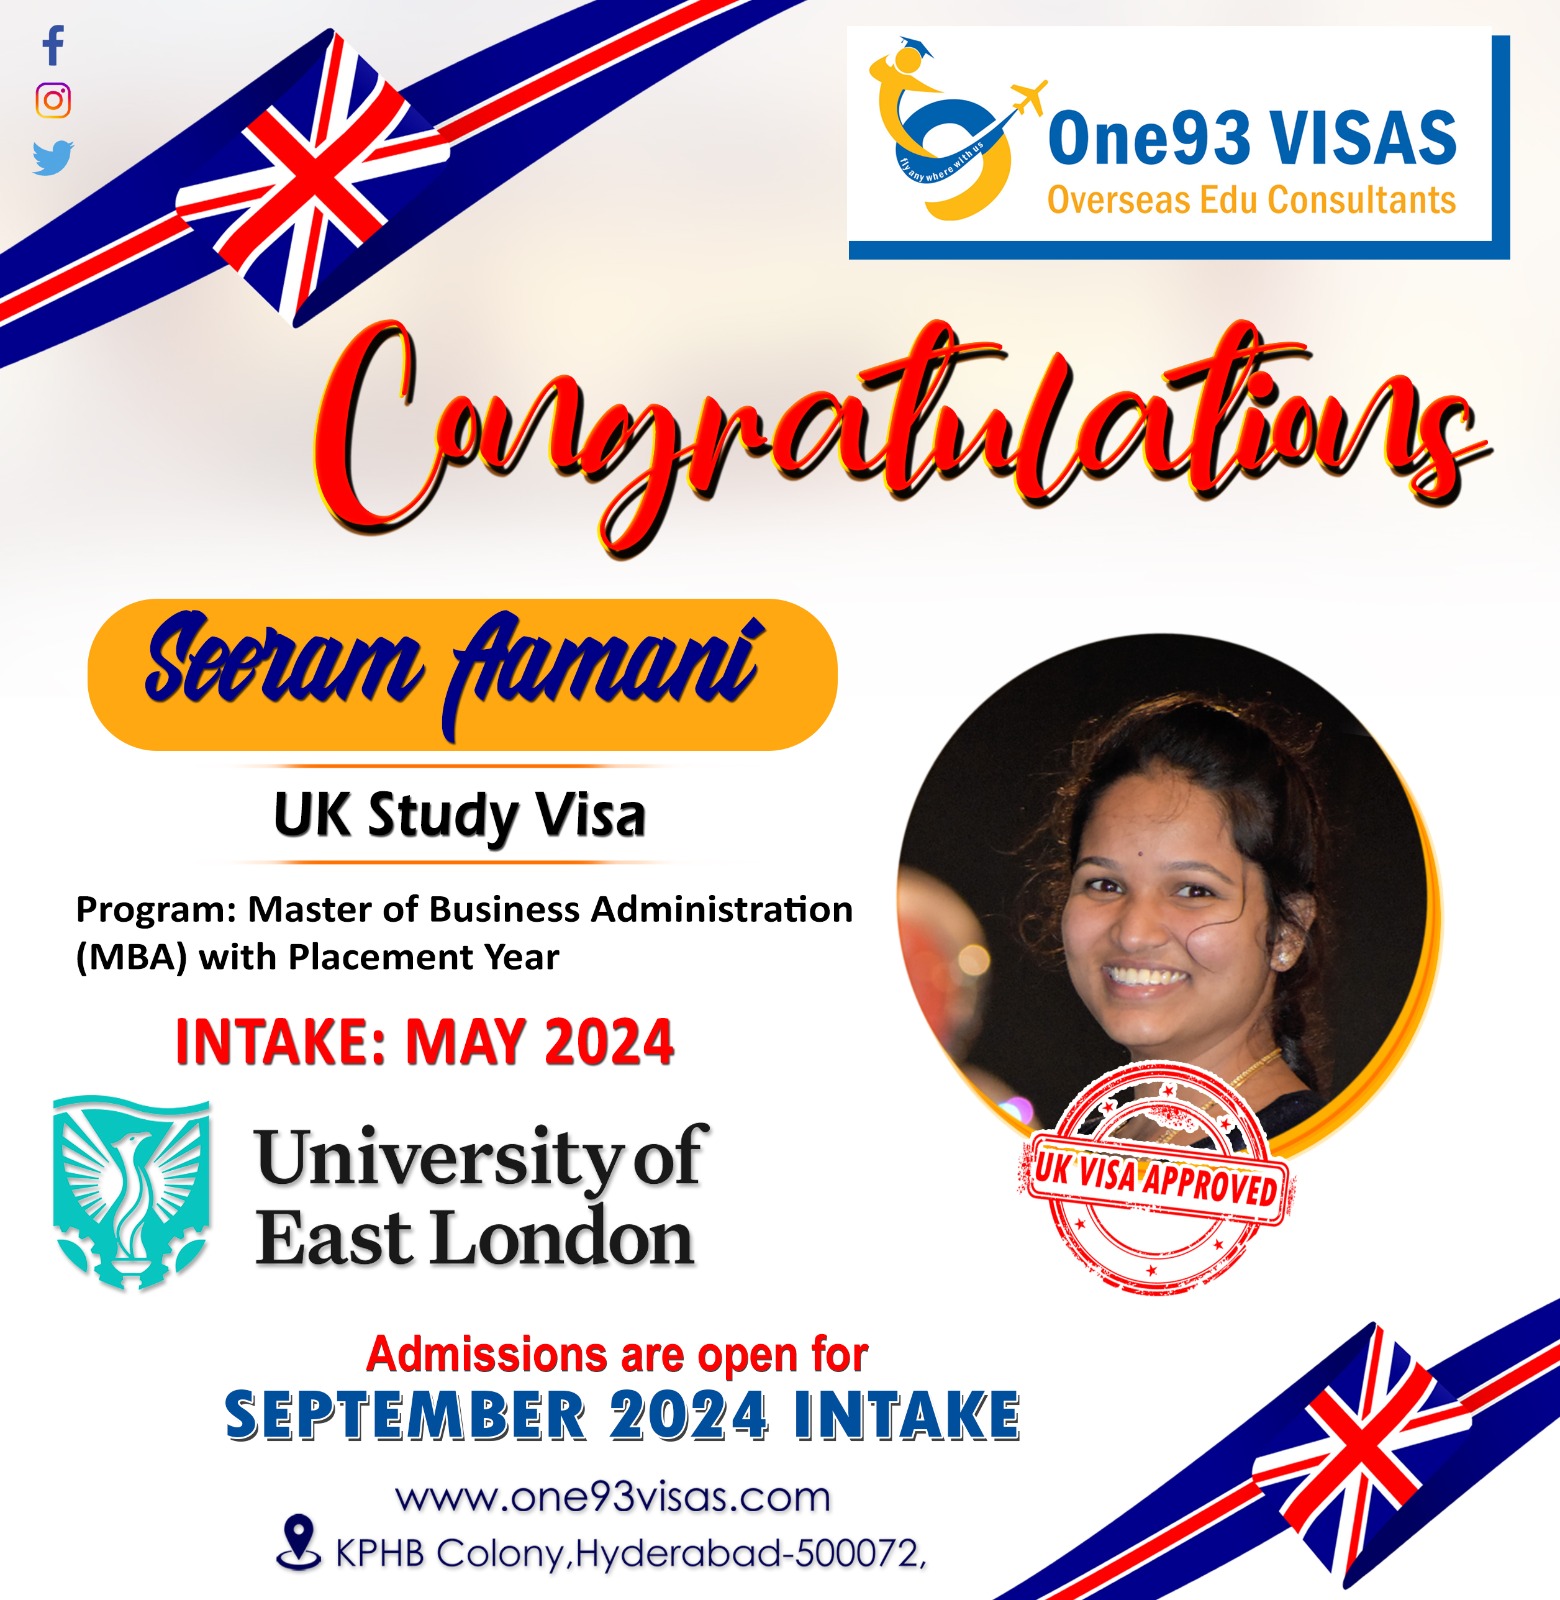 One93 VISAS
Overseas Edu Consultants
fly any where with us
Congratulations
Seeram Aamani
UK Study Visa
Program: Master of Business Administration
(MBA) with Placement Year
INTAKE: MAY 2024
University of
East London
UK VISA APPROVED
Admissions are open for
SEPTEMBER 2024 INTAKE
www.one93visas.com
KPHB Colony,Hyderabad-500072,